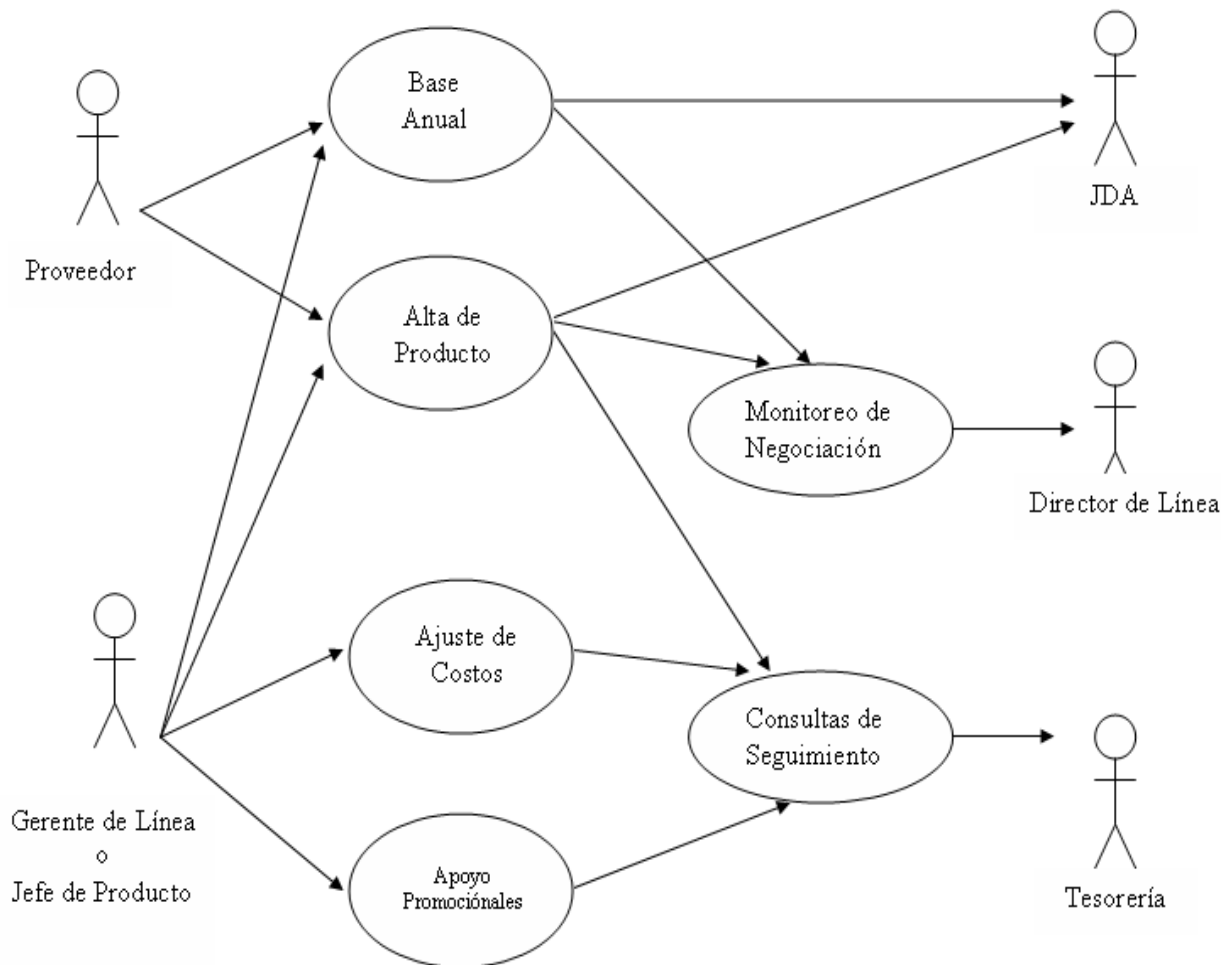 Base
Anual
JDA
Proveedor
Alta de
Producto
Monitoreo de
Negociación
Director de Línea
Ajuste de
Costos
Consultas de
Seguimiento
Gerente de Línea
o
Jefe de Producto
Apoyo
Promociónales
Tesorería